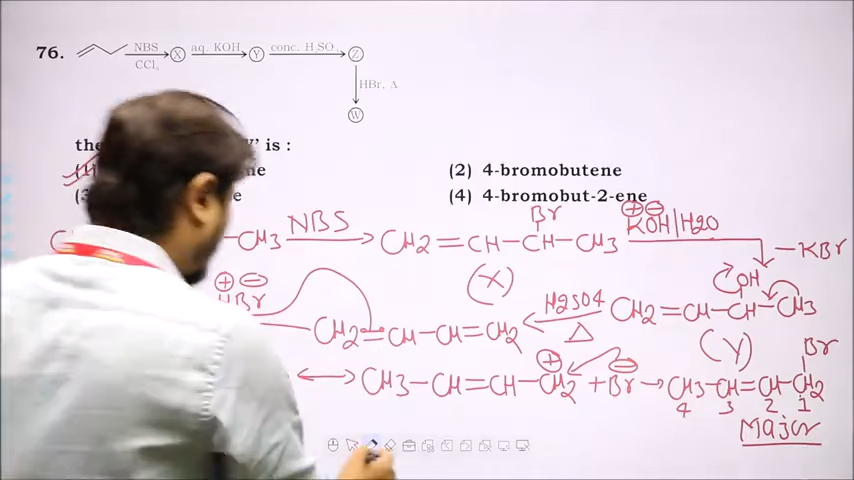 76.
NBS
CCl₄
X
aq. KOH
Y
conc. H₂SO₄
Z
HBr, Δ
W
the
' is :
(1)
ne
(2) 4-bromobutene
(3
e
(4) 4-bromobut-2-ene
C
-CH3
NBS
CH2=CH-CH-CH3
Br
(X)
⊕ ⊖
KOH/H2O
-KBr
⊕ ⊖
HBr
CH2=CH-CH=CH2
H2SO4
Δ
OH
CH2=CH-CH-CH3
(Y)
CH3-CH=CH-CH2 + Br
⊕
⊖
Br
CH3-CH=CH-CH2
4 3 2 1
Major